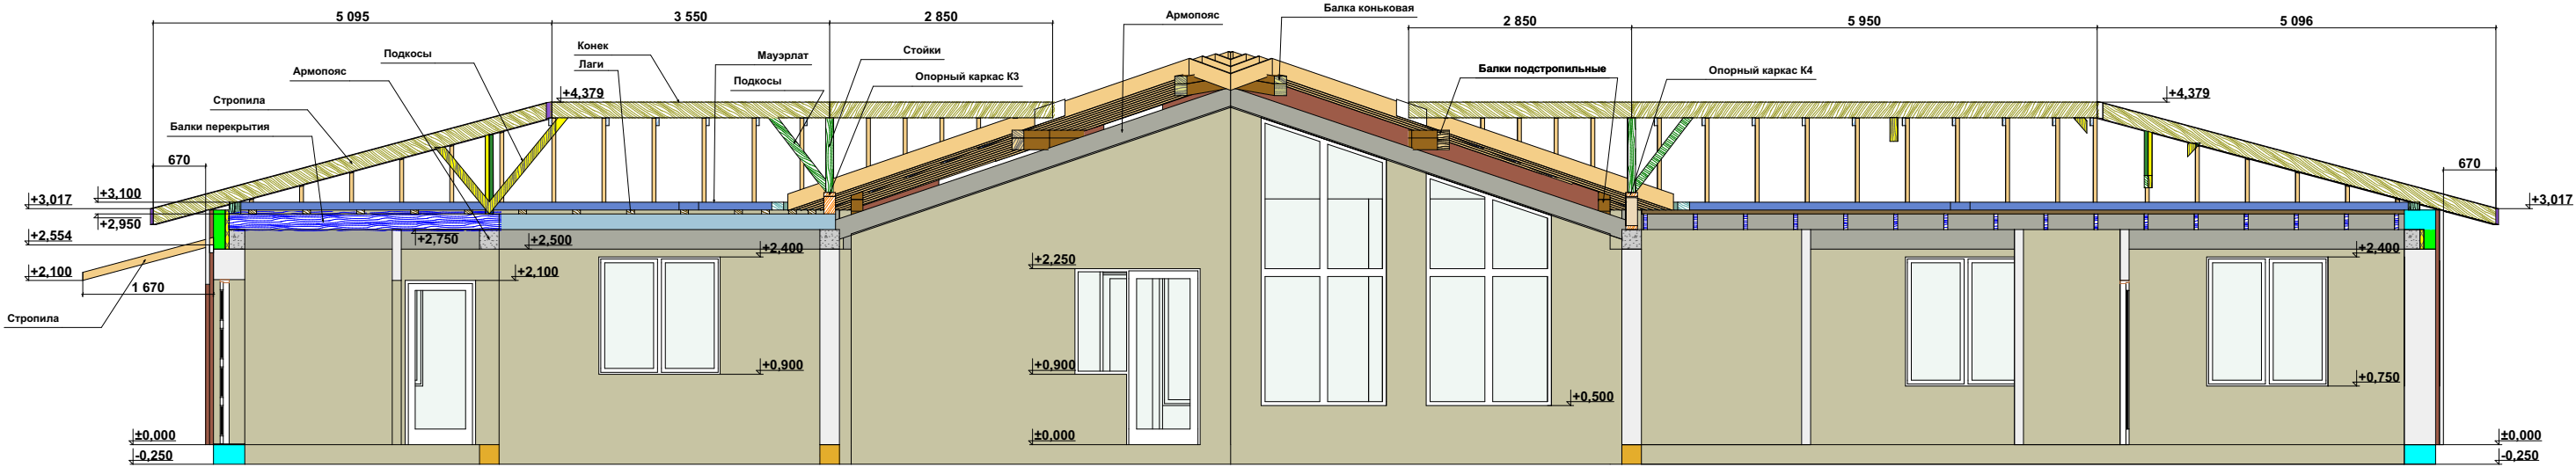 5 095
3 550
2 850
Армопояс
Балка коньковая
2 850
5 950
5 096
Подкосы
Конек
Лаги
Мауэрлат
Подкосы
Стойки
Опорный каркас К3
Балки подстропильные
Опорный каркас К4
Армопояс
Стропила
Балки перекрытия
+4,379
+4,379
670
670
+3,100
+3,017
+2,950
+3,017
+2,554
+2,750
+2,500
+2,400
+2,400
+2,100
+2,100
+2,250
1 670
Стропила
+0,900
+0,900
+0,500
+0,750
±0,000
±0,000
±0,000
-0,250
-0,250